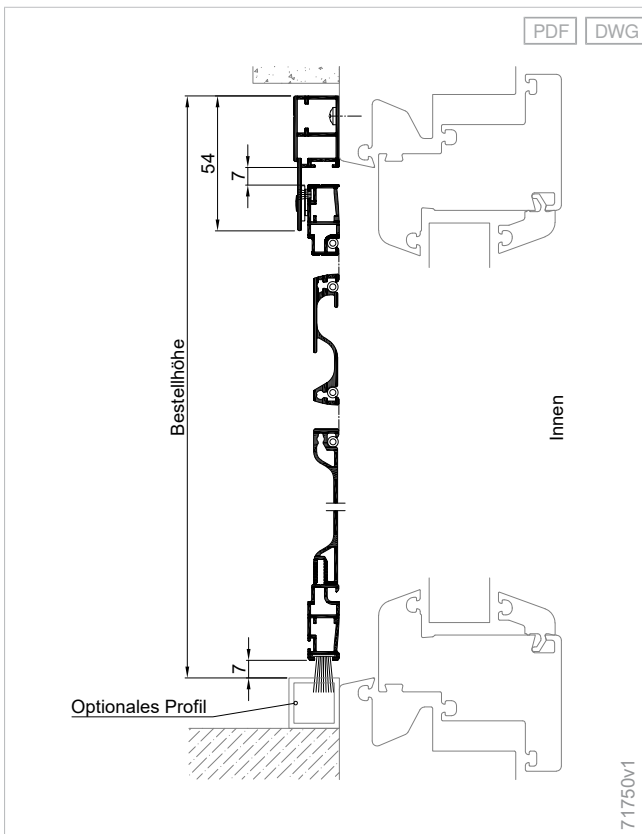 PDF DWG
54
7
Bestellhöhe
Innen
7
Optionales Profil
71750v1